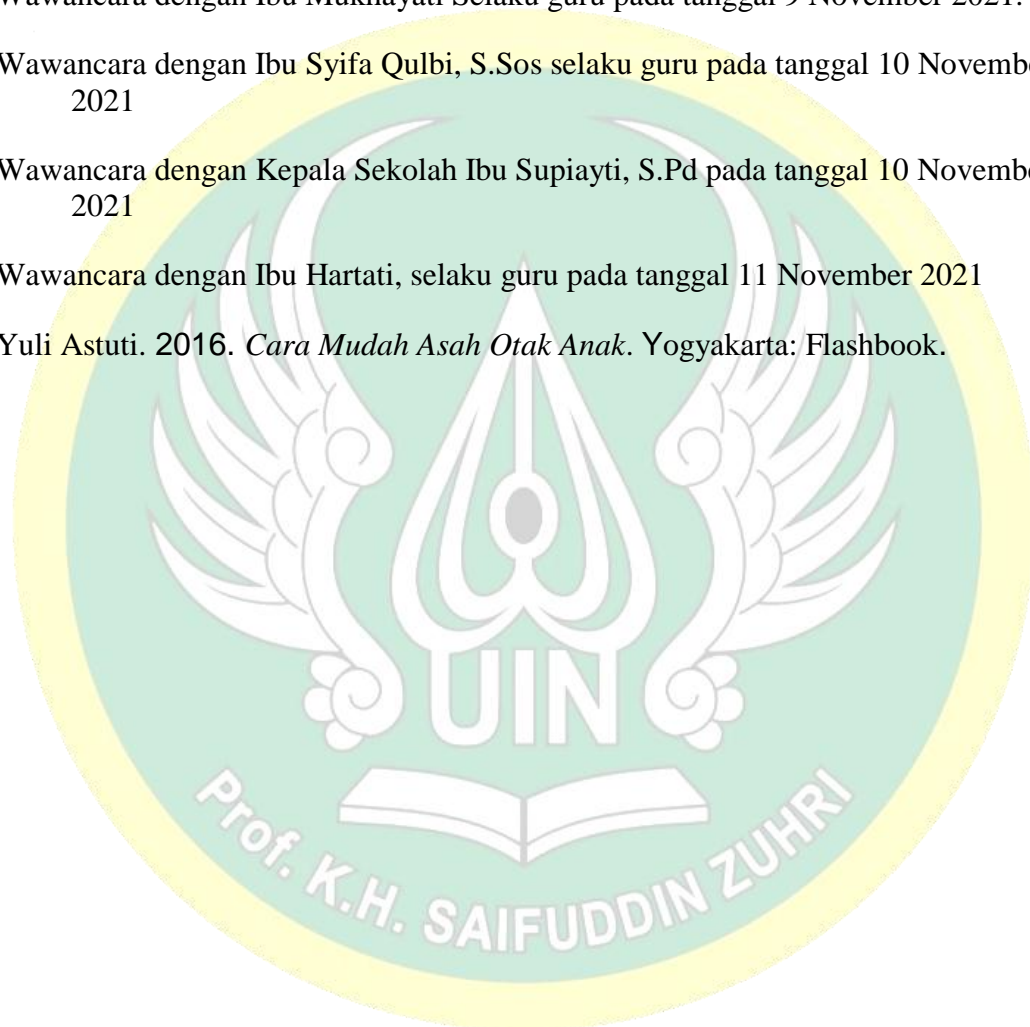 Wawancara dengan Ibu Mukhayati Selaku guru pada tanggal 9 November 2021.
Wawancara dengan Ibu Syifa Qulbi, S.Sos selaku guru pada tanggal 10 Novembe
2021
Wawancara dengan Kepala Sekolah Ibu Supiayti, S.Pd pada tanggal 10 Novembe
2021
Wawancara dengan Ibu Hartati, selaku guru pada tanggal 11 November 2021
Yuli Astuti. 2016. Cara Mudah Asah Otak Anak. Yogyakarta: Flashbook.
UIN
Prof. K.H. SAIFUDDIN ZUHRI